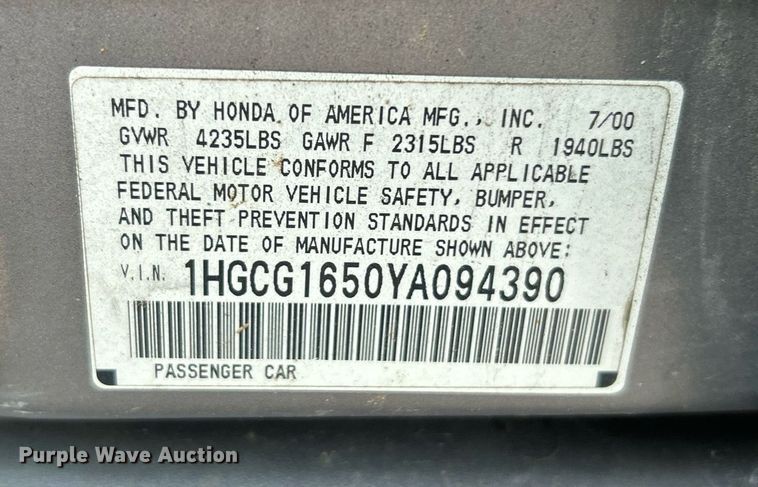 MFD. BY HONDA OF AMERICA MFG., INC. 7/00
GVWR 4235LBS GAWR F 2315LBS R 1940LBS
THIS VEHICLE CONFORMS TO ALL APPLICABLE
FEDERAL MOTOR VEHICLE SAFETY, BUMPER,
AND THEFT PREVENTION STANDARDS IN EFFECT
ON THE DATE OF MANUFACTURE SHOWN ABOVE:
V.I.N. 1HGCG1650YA094390
PASSENGER CAR
Purple Wave Auction